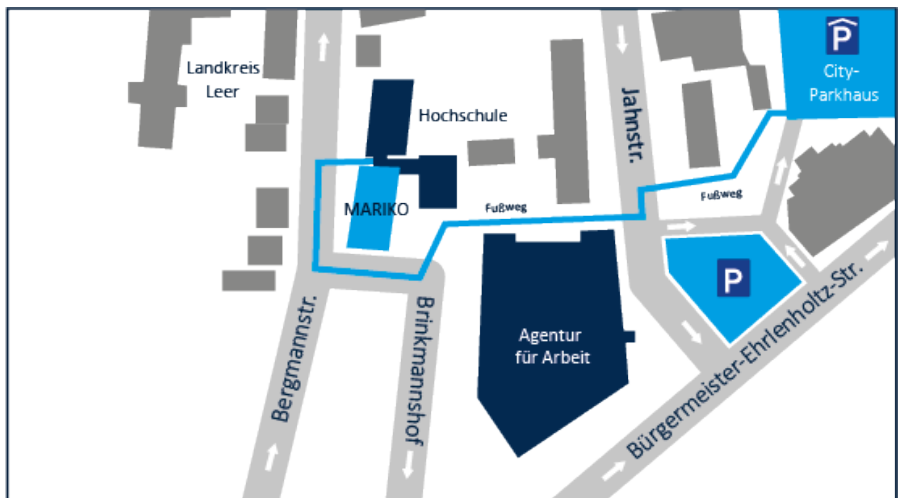 P
City-
Parkhaus
Landkreis
Leer
Hochschule
Jahnstr.
MARIKO
Fußweg
Fußweg
P
Bergmannstr.
Brinkmannshof
Agentur
für Arbeit
Bürgermeister-Ehrlenholtz-Str.